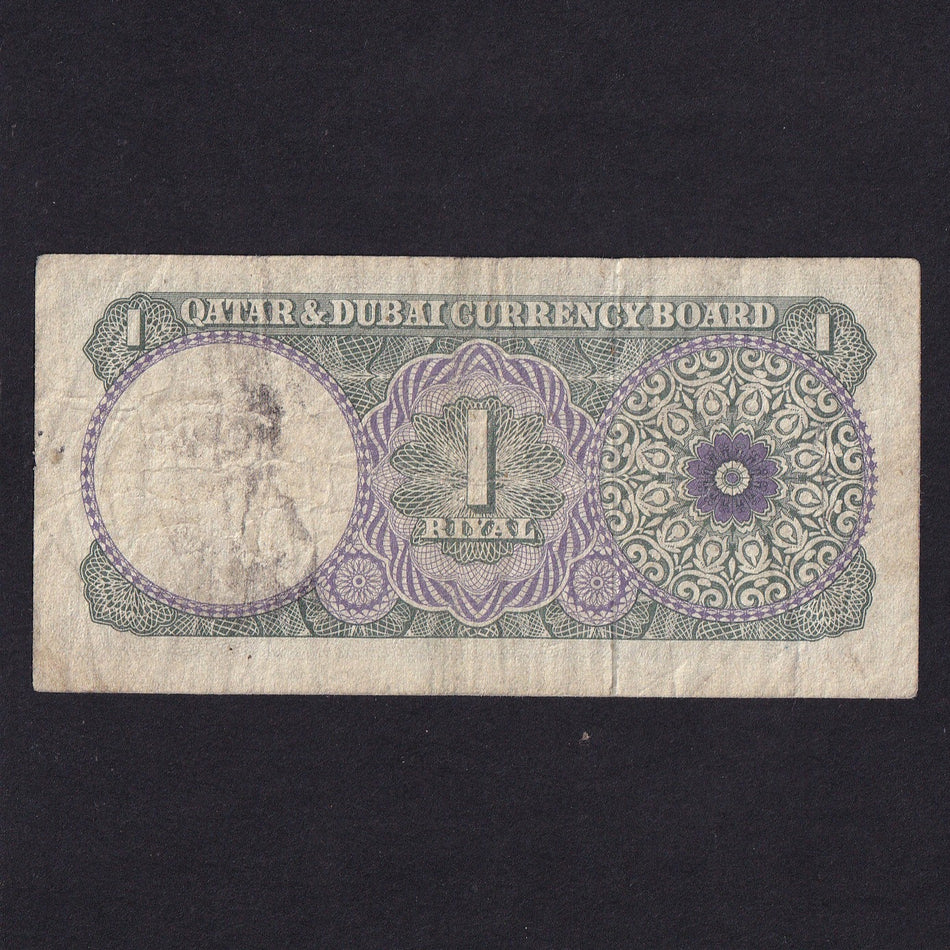 1 QATAR & DUBAI CURRENCY BOARD 1
1
RIYAL